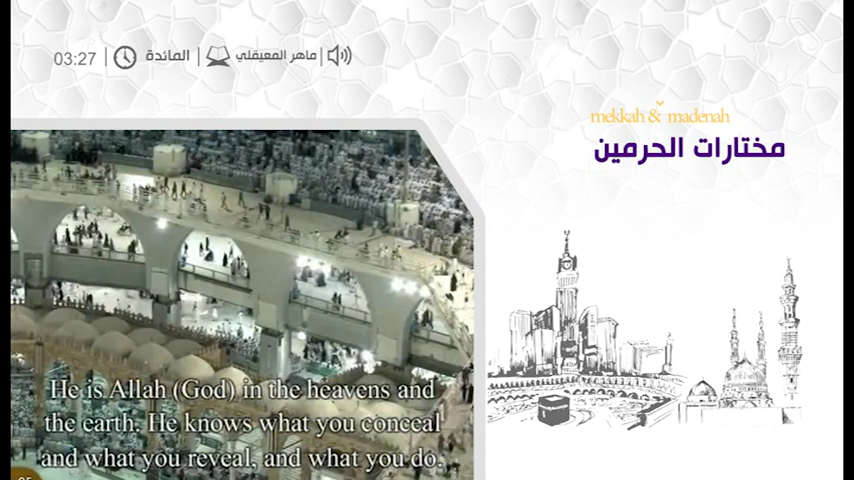 ماهر المعيقلي | المائدة | 03:27
mekkah & madenah
مختارات الحرمين
He is Allah (God) in the heavens and
the earth. He knows what you conceal
and what you reveal, and what you do.